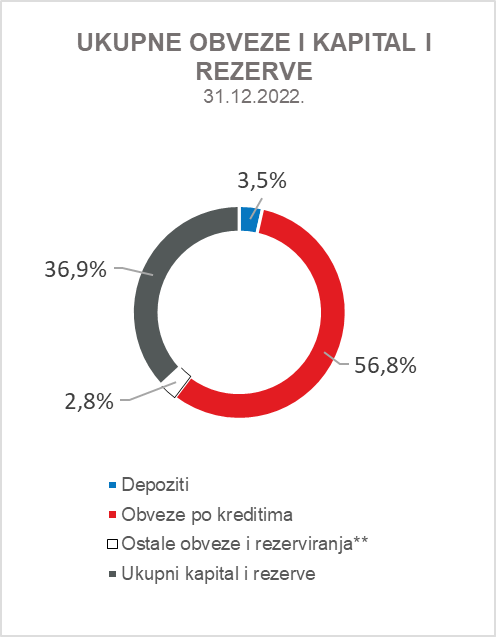 UKUPNE OBVEZE I KAPITAL I
REZERVE
31.12.2022.
3,5%
36,9%
56,8%
2,8%
Depoziti
Obveze po kreditima
Ostale obveze i rezerviranja**
Ukupni kapital i rezerve